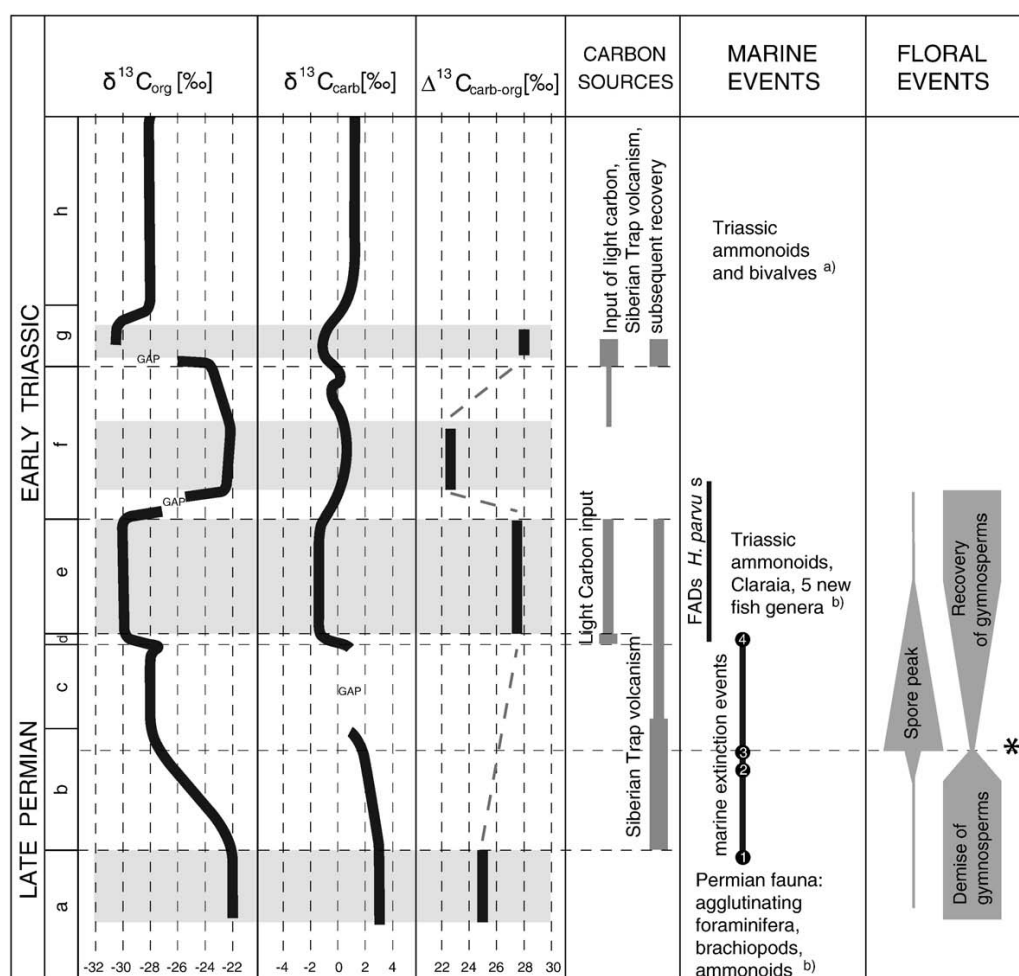 δ13Corg [‰]
δ13Ccarb[‰]
Δ13Ccarb-org[‰]
CARBON
SOURCES
MARINE
EVENTS
FLORAL
EVENTS
EARLY TRIASSIC
LATE PERMIAN
h
g
f
e
d
c
b
a
GAP
GAP
GAP
Input of light carbon,
Siberian Trap volcanism,
subsequent recovery
Light Carbon input
Siberian Trap volcanism
Triassic
ammonoids
and bivalves a)
FADs H. parvu s
Triassic
ammonoids,
Claraia, 5 new
fish genera b)
marine extinction events
4
3
2
1
Permian fauna:
agglutinating
foraminifera,
brachiopods,
ammonoids b)
Spore peak
Recovery
of gymnosperms
Demise of
gymnosperms
*
-32 -30 -28 -26 -24 -22
-4 -2 0 2 4
22 24 26 28 30